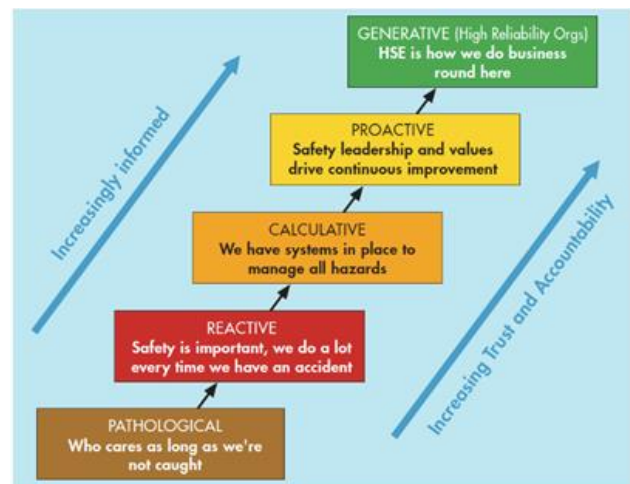 GENERATIVE (High Reliability Orgs)
HSE is how we do business
round here
PROACTIVE
Safety leadership and values
drive continuous improvement
CALCULATIVE
We have systems in place to
manage all hazards
REACTIVE
Safety is important, we do a lot
every time we have an accident
PATHOLOGICAL
Who cares as long as we're
not caught
Increasingly informed
Increasing Trust and Accountability